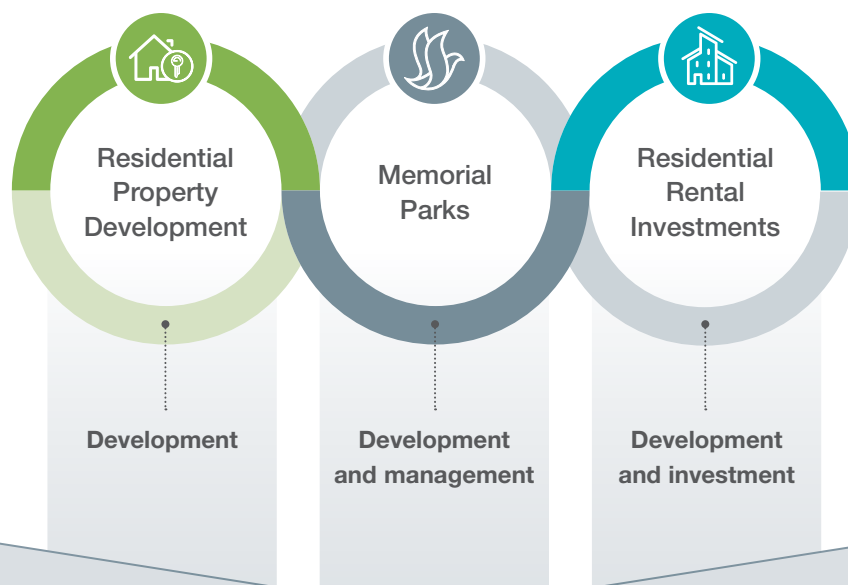 Residential
Property
Development
Memorial
Parks
Residential
Rental
Investments
Development
Development
and management
Development
and investment